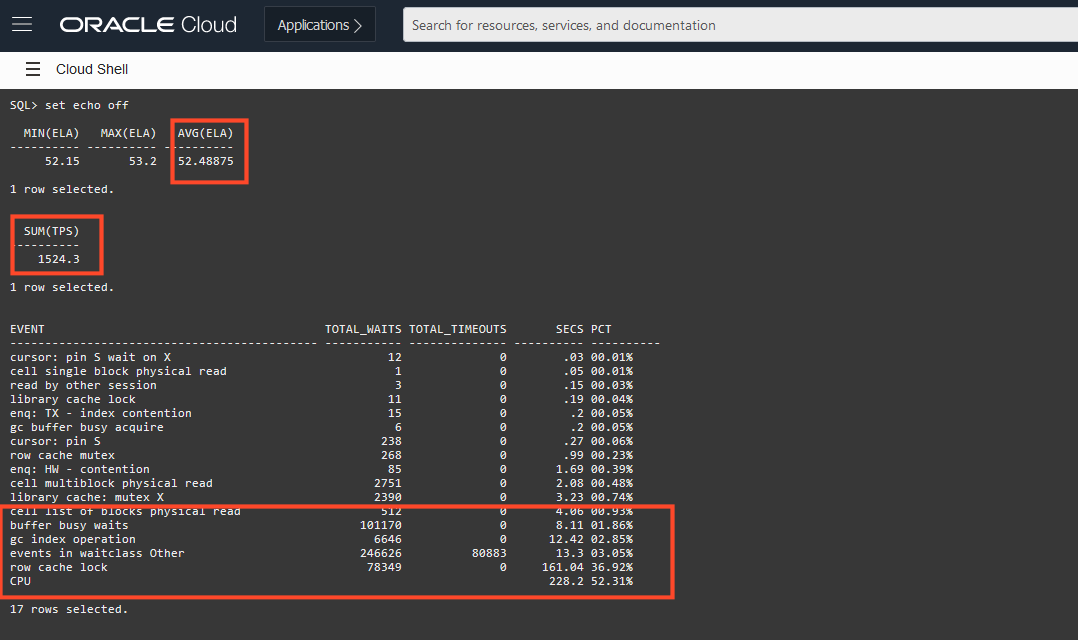 ORACLE Cloud Applications > Search for resources, services, and documentation
Cloud Shell
SQL> set echo off
MIN(ELA) MAX(ELA) AVG(ELA)
---------- ---------- ----------
52.15 53.2 52.48875
1 row selected.
SUM(TPS)
----------
1524.3
1 row selected.
EVENT TOTAL_WAITS TOTAL_TIMEOUTS SECS PCT
-------------------------------------------- ----------- -------------- ---------- ----------
cursor: pin S wait on X 12 0 .03 00.01%
cell single block physical read 1 0 .05 00.01%
read by other session 3 0 .15 00.03%
library cache lock 11 0 .19 00.04%
enq: TX - index contention 15 0 .2 00.05%
gc buffer busy acquire 6 0 .2 00.05%
cursor: pin S 238 0 .27 00.06%
row cache mutex 268 0 .99 00.23%
enq: HW - contention 85 0 1.69 00.39%
cell multiblock physical read 2751 0 2.08 00.48%
library cache: mutex X 2390 0 3.23 00.74%
cell list of blocks physical read 512 0 4.06 00.93%
buffer busy waits 101170 0 8.11 01.86%
gc index operation 6646 0 12.42 02.85%
events in waitclass Other 246626 80883 13.3 03.05%
row cache lock 78349 0 161.04 36.92%
CPU 228.2 52.31%
17 rows selected.